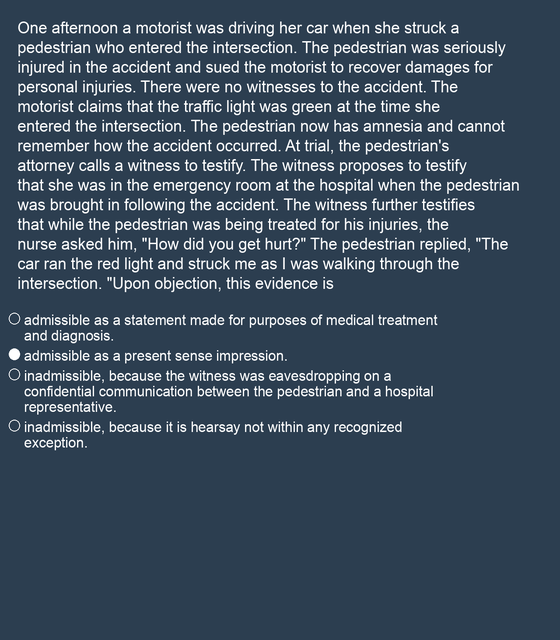 One afternoon a motorist was driving her car when she struck a
pedestrian who entered the intersection. The pedestrian was seriously
injured in the accident and sued the motorist to recover damages for
personal injuries. There were no witnesses to the accident. The
motorist claims that the traffic light was green at the time she
entered the intersection. The pedestrian now has amnesia and cannot
remember how the accident occurred. At trial, the pedestrian's
attorney calls a witness to testify. The witness proposes to testify
that she was in the emergency room at the hospital when the pedestrian
was brought in following the accident. The witness further testifies
that while the pedestrian was being treated for his injuries, the
nurse asked him, "How did you get hurt?" The pedestrian replied, "The
car ran the red light and struck me as I was walking through the
intersection. "Upon objection, this evidence is
admissible as a statement made for purposes of medical treatment
and diagnosis.
admissible as a present sense impression.
inadmissible, because the witness was eavesdropping on a
confidential communication between the pedestrian and a hospital
representative.
inadmissible, because it is hearsay not within any recognized
exception.